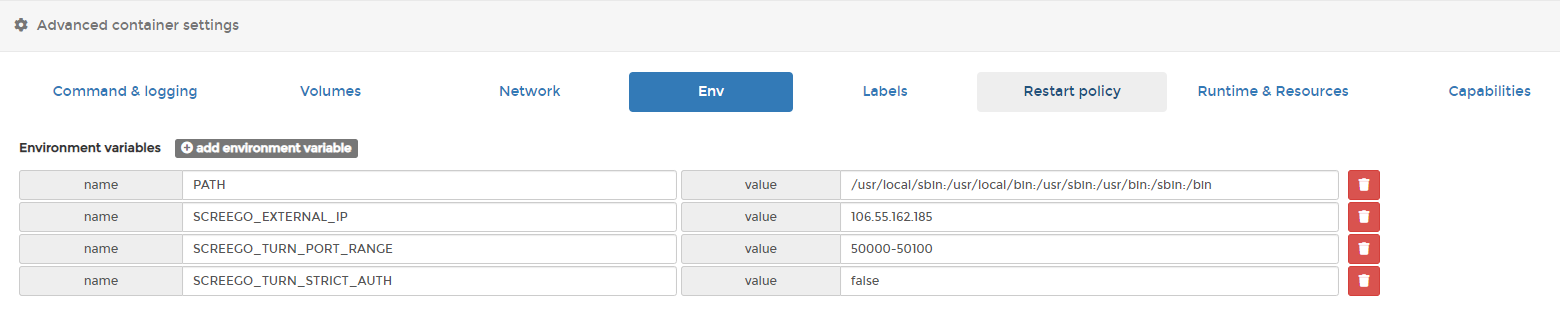 Advanced container settings
Command & logging Volumes Network Env Labels Restart policy Runtime & Resources Capabilities
Environment variables add environment variable
name PATH value /usr/local/sbin:/usr/local/bin:/usr/sbin:/usr/bin:/sbin:/bin
name SCREEGO_EXTERNAL_IP value 106.55.162.185
name SCREEGO_TURN_PORT_RANGE value 50000-50100
name SCREEGO_TURN_STRICT_AUTH value false